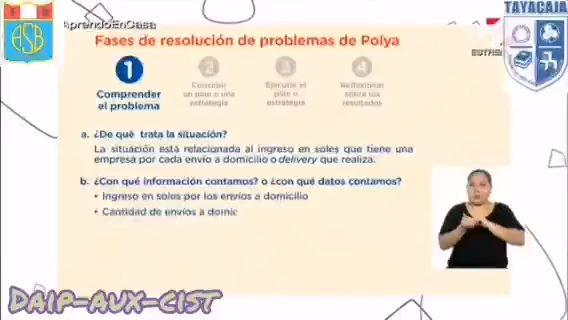 AprendoEnCasa
TAYACAJA
ESB
Fases de resolución de problemas de Polya
ESTRENO
1
2
3
4
Comprender
el problema
Concebir
un plan o una
estrategia
Ejecutar el
plan o
estrategia
Reflexionar
sobre los
resultados
a. ¿De qué trata la situación?
La situación está relacionada al ingreso en soles que tiene una
empresa por cada envío a domicilio o delivery que realiza.
b. ¿Con qué información contamos? o ¿con qué datos contamos?
• Ingreso en soles por los envíos a domicilio
• Cantidad de envíos a domic
DAIP-AUX-CIST